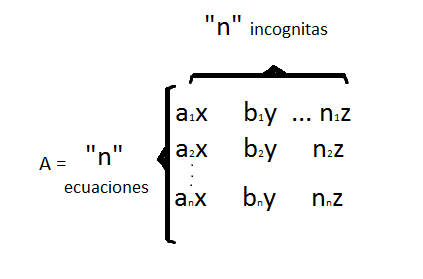 "n" incognitas
a₁x b₁y ... n₁z
A = "n" a₂x b₂y n₂z
ecuaciones
aₙx bₙy nₙz